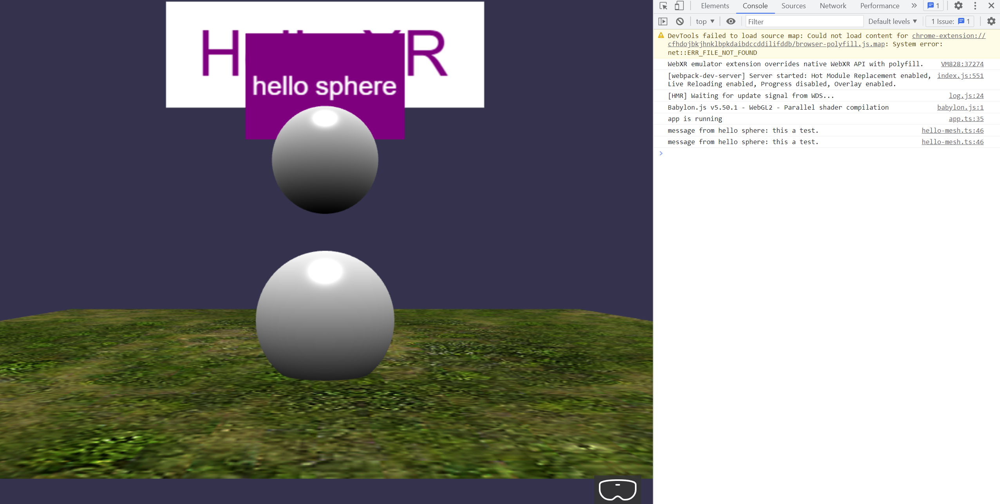 XR
hello sphere
Elements Console Sources Network Performance 1
top Filter Default levels 1 Issue: 1
DevTools failed to load source map: Could not load content for chrome-extension://
cfhdojbkjhnklbpkdaibdccddilifddb/browser-polyfill.js.map: System error:
net::ERR_FILE_NOT_FOUND
WebXR emulator extension overrides native WebXR API with polyfill. VM828:37274
[webpack-dev-server] Server started: Hot Module Replacement enabled, index.js:551
Live Reloading enabled, Progress disabled, Overlay enabled.
[HMR] Waiting for update signal from WDS... log.js:24
Babylon.js v5.50.1 - WebGL2 - Parallel shader compilation babylon.js:1
app is running app.ts:35
message from hello sphere: this a test. hello-mesh.ts:46
message from hello sphere: this a test. hello-mesh.ts:46